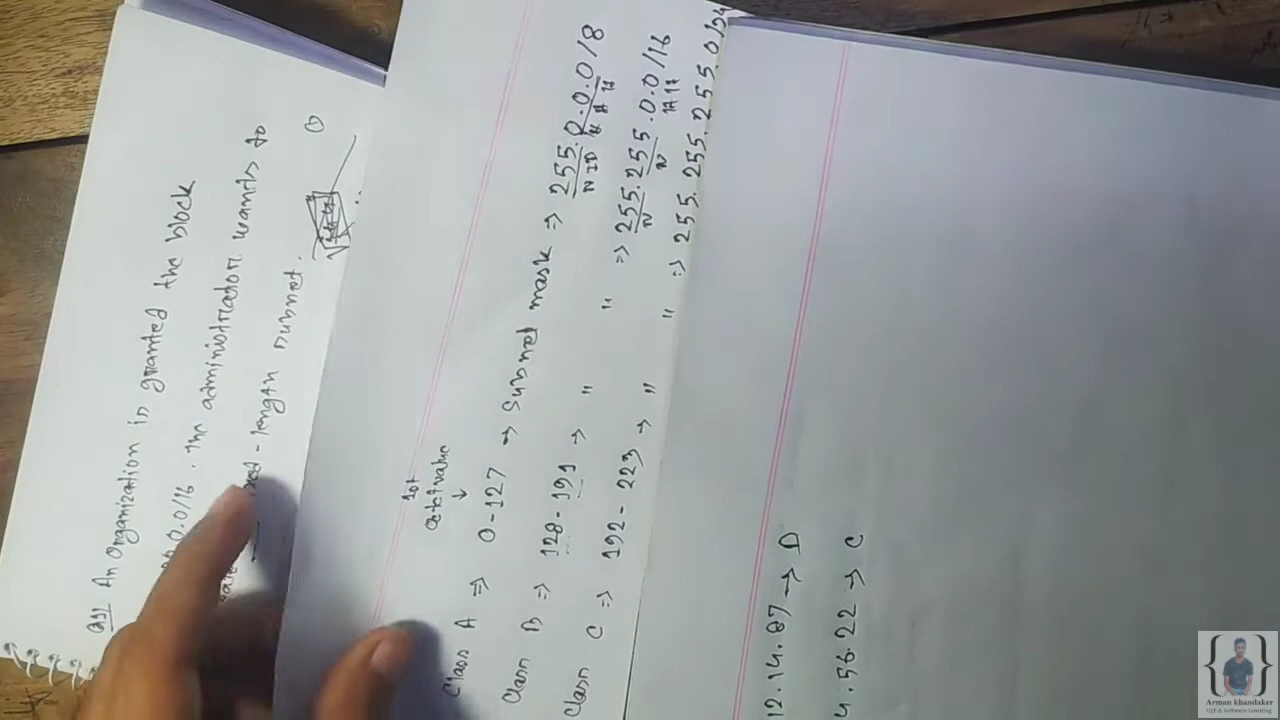 Q1) An Organization is granted the block
0.0/16. The administrator wants to
- length subnet.
1st
octet value
↓
Class A => 0-127 → Subnet mask => 255.0.0.0/8
N ID H H H
Class B => 128-191 → " " => 255.255.0.0/16
N N H H
Class C => 192-223 → " " => 255.255.255.0/24
12.14.87 → D
4.56.22 → C
Arman khandaker